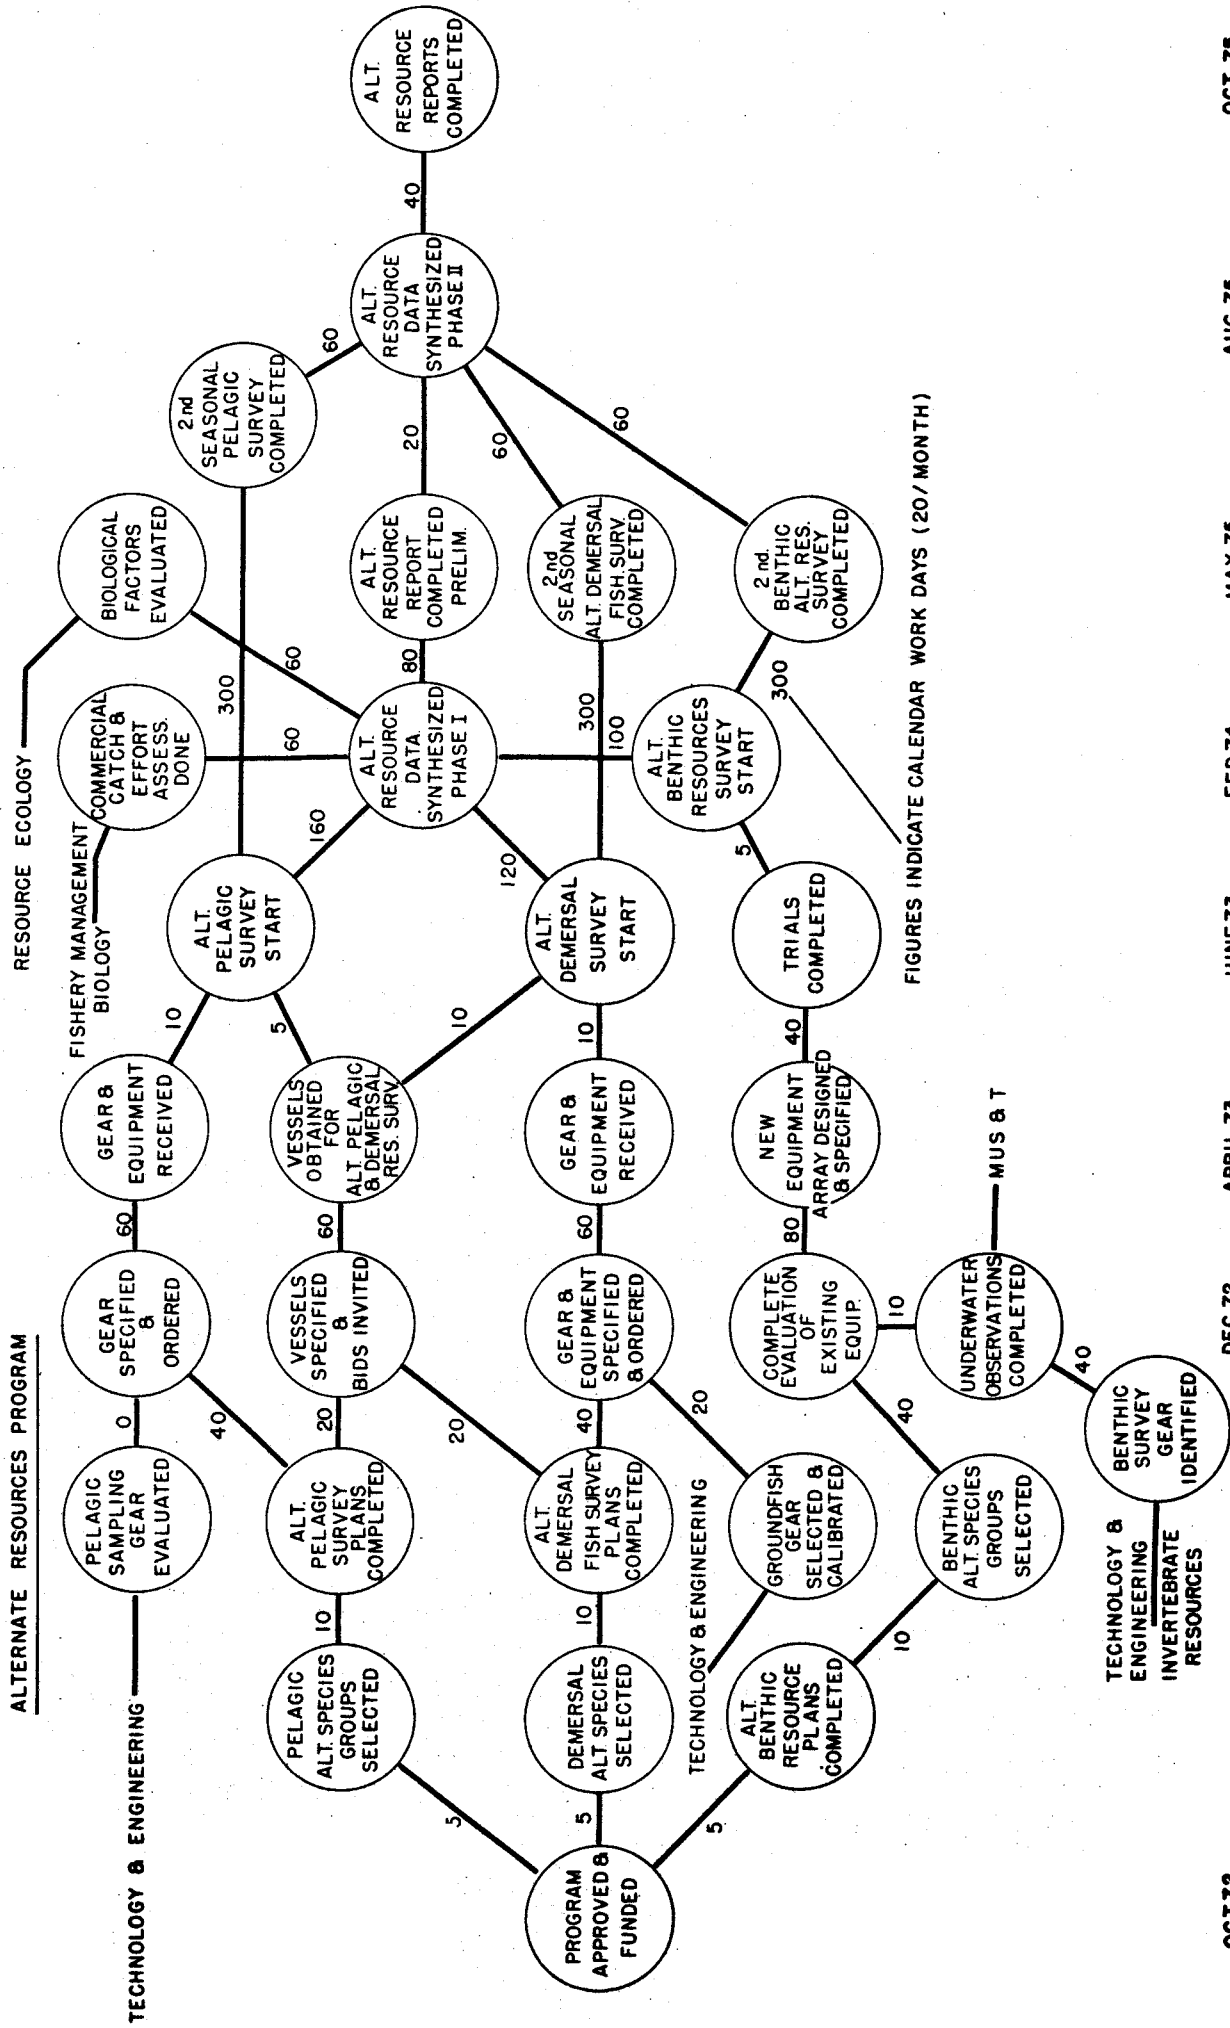 ALTERNATE RESOURCES PROGRAM
TECHNOLOGY & ENGINEERING
PELAGIC
SAMPLING
GEAR
EVALUATED
0
GEAR
SPECIFIED
&
ORDERED
60
GEAR &
EQUIPMENT
RECEIVED
10
FISHERY MANAGEMENT
BIOLOGY
RESOURCE ECOLOGY
COMMERCIAL
CATCH &
EFFORT
ASSESS.
DONE
BIOLOGICAL
FACTORS
EVALUATED
40
PELAGIC
ALT. SPECIES
GROUPS
SELECTED
10
ALT.
PELAGIC
SURVEY
PLANS
COMPLETED
20
VESSELS
SPECIFIED
&
BIDS INVITED
60
VESSELS
OBTAINED
FOR
ALT. PELAGIC
& DEMERSAL
RES. SURV.
5
10
ALT.
PELAGIC
SURVEY
START
300
60
60
2nd
SEASONAL
PELAGIC
SURVEY
COMPLETED
60
5
20
160
ALT.
RESOURCE
DATA
SYNTHESIZED
PHASE I
80
ALT.
RESOURCE
REPORT
COMPLETED
PRELIM.
20
ALT.
RESOURCE
DATA
SYNTHESIZED
PHASE II
40
ALT.
RESOURCE
REPORTS
COMPLETED
PROGRAM
APPROVED &
FUNDED
5
DEMERSAL
ALT SPECIES
SELECTED
10
ALT.
DEMERSAL
FISH SURVEY
PLANS
COMPLETED
40
GEAR &
EQUIPMENT
SPECIFIED
& ORDERED
60
GEAR &
EQUIPMENT
RECEIVED
10
ALT.
DEMERSAL
SURVEY
START
120
300
100
2nd
SEASONAL
ALT. DEMERSAL
FISH. SURV.
COMPLETED
60
60
5
TECHNOLOGY & ENGINEERING
20
ALT.
BENTHIC
RESOURCE
PLANS
COMPLETED
GROUNDFISH
GEAR
SELECTED &
CALIBRATED
COMPLETE
EVALUATION
OF
EXISTING
EQUIP.
80
NEW
EQUIPMENT
ARRAY DESIGNED
& SPECIFIED
40
TRIALS
COMPLETED
5
ALT.
BENTHIC
RESOURCES
SURVEY
START
300
2nd.
BENTHIC
ALT. RES.
SURVEY
COMPLETED
10
40
10
BENTHIC
ALT. SPECIES
GROUPS
SELECTED
UNDERWATER
OBSERVATIONS
COMPLETED
MUS & T
FIGURES INDICATE CALENDAR WORK DAYS (20/MONTH)
40
TECHNOLOGY &
ENGINEERING
INVERTEBRATE
RESOURCES
BENTHIC
SURVEY
GEAR
IDENTIFIED